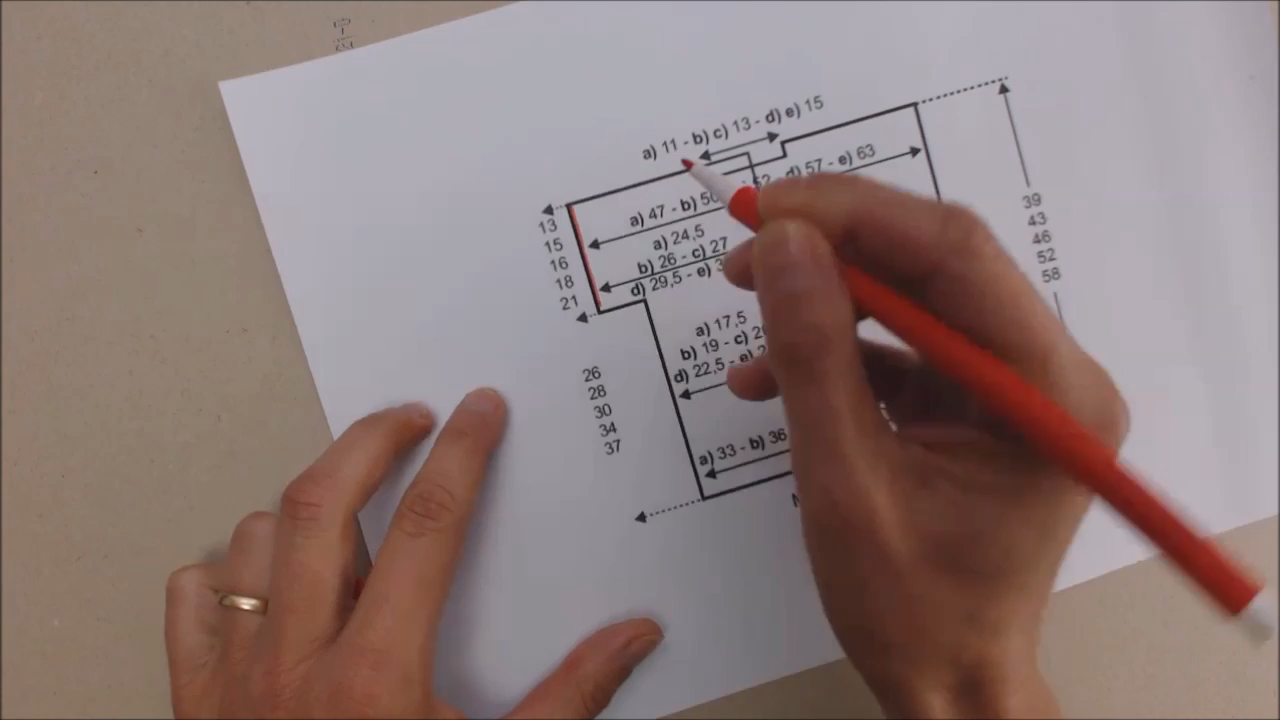 a) 11 - b) c) 13 - d) e) 15
a) 47 - b) 50 52 - d) 57 - e) 63
13
15
16
18
21
a) 24,5
b) 26 - c) 27
d) 29,5 - e)
39
43
46
52
58
a) 17,5
b) 19 - c)
d) 22,5 - e)
26
28
30
34
37
a) 33 - b) 36